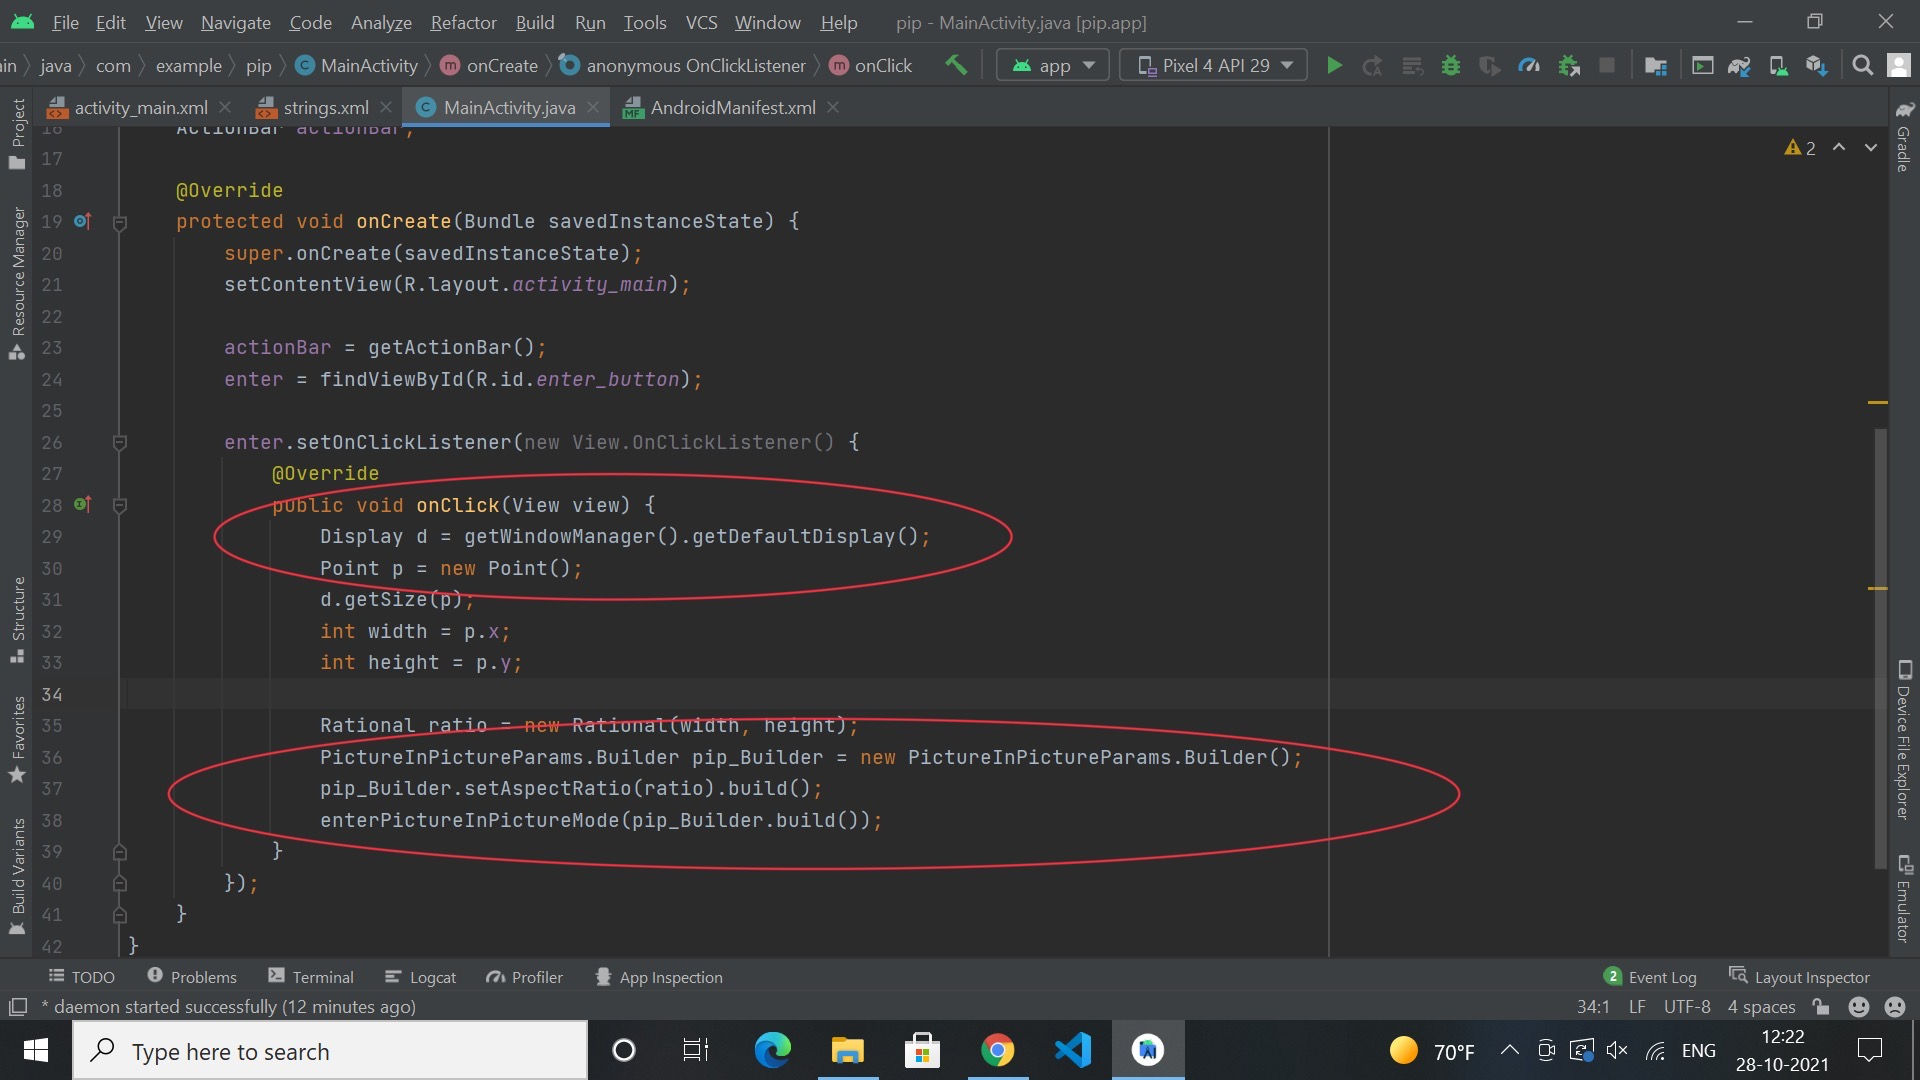 File Edit View Navigate Code Analyze Refactor Build Run Tools VCS Window Help pip - MainActivity.java [pip.app]
in java com example pip MainActivity onCreate anonymous OnClickListener onClick app Pixel 4 API 29
activity_main.xml strings.xml MainActivity.java AndroidManifest.xml
Project
Resource Manager
Structure
Favorites
Build Variants
16 ActionBar actionBar;
2
17
18 @Override
19 protected void onCreate(Bundle savedInstanceState) {
20 super.onCreate(savedInstanceState);
21 setContentView(R.layout.activity_main);
22
23 actionBar = getActionBar();
24 enter = findViewById(R.id.enter_button);
25
26 enter.setOnClickListener(new View.OnClickListener() {
27 @Override
28 public void onClick(View view) {
29 Display d = getWindowManager().getDefaultDisplay();
30 Point p = new Point();
31 d.getSize(p);
32 int width = p.x;
33 int height = p.y;
34
35 Rational ratio = new Rational(width, height);
36 PictureInPictureParams.Builder pip_Builder = new PictureInPictureParams.Builder();
37 pip_Builder.setAspectRatio(ratio).build();
38 enterPictureInPictureMode(pip_Builder.build());
39 }
40 });
41 }
42 }
Gradle
Device File Explorer
Emulator
TODO Problems Terminal Logcat Profiler App Inspection 2 Event Log Layout Inspector
* daemon started successfully (12 minutes ago) 34:1 LF UTF-8 4 spaces
Type here to search 70°F ENG 12:22
28-10-2021